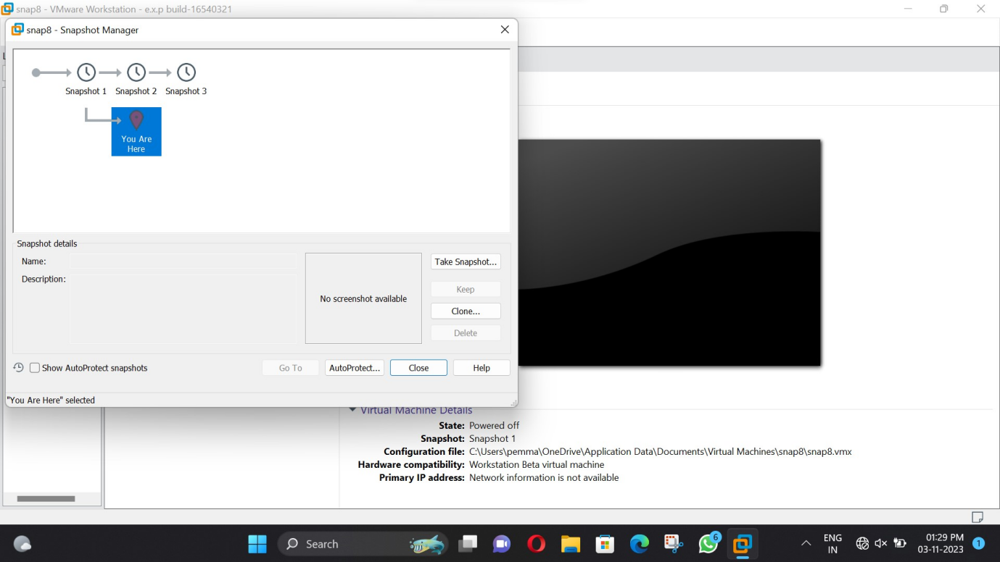 snap8 - VMware Workstation - e.x.p build-16540321
snap8 - Snapshot Manager
Snapshot 1 Snapshot 2 Snapshot 3
You Are
Here
Snapshot details
Name:
Description:
No screenshot available
Take Snapshot...
Keep
Clone...
Delete
Show AutoProtect snapshots
Go To
AutoProtect...
Close
Help
"You Are Here" selected
Virtual Machine Details
State: Powered off
Snapshot: Snapshot 1
Configuration file: C:\Users\pemma\OneDrive\Application Data\Documents\Virtual Machines\snap8\snap8.vmx
Hardware compatibility: Workstation Beta virtual machine
Primary IP address: Network information is not available
Search
6
ENG
IN
01:29 PM
03-11-2023
1